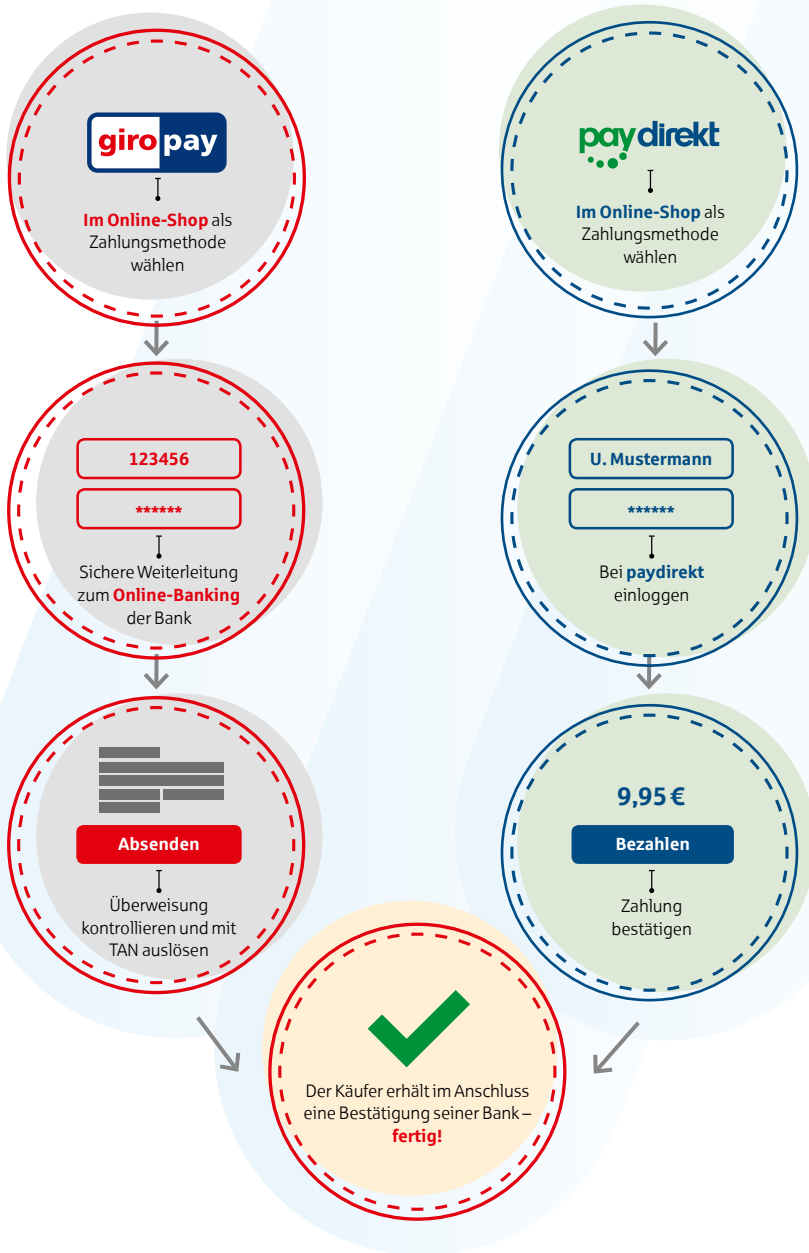 giropay
Im Online-Shop als
Zahlungsmethode
wählen
123456
******
Sichere Weiterleitung
zum Online-Banking
der Bank
Absenden
Überweisung
kontrollieren und mit
TAN auslösen
paydirekt
Im Online-Shop als
Zahlungsmethode
wählen
U. Mustermann
******
Bei paydirekt
einloggen
9,95 €
Bezahlen
Zahlung
bestätigen
Der Käufer erhält im Anschluss
eine Bestätigung seiner Bank –
fertig!